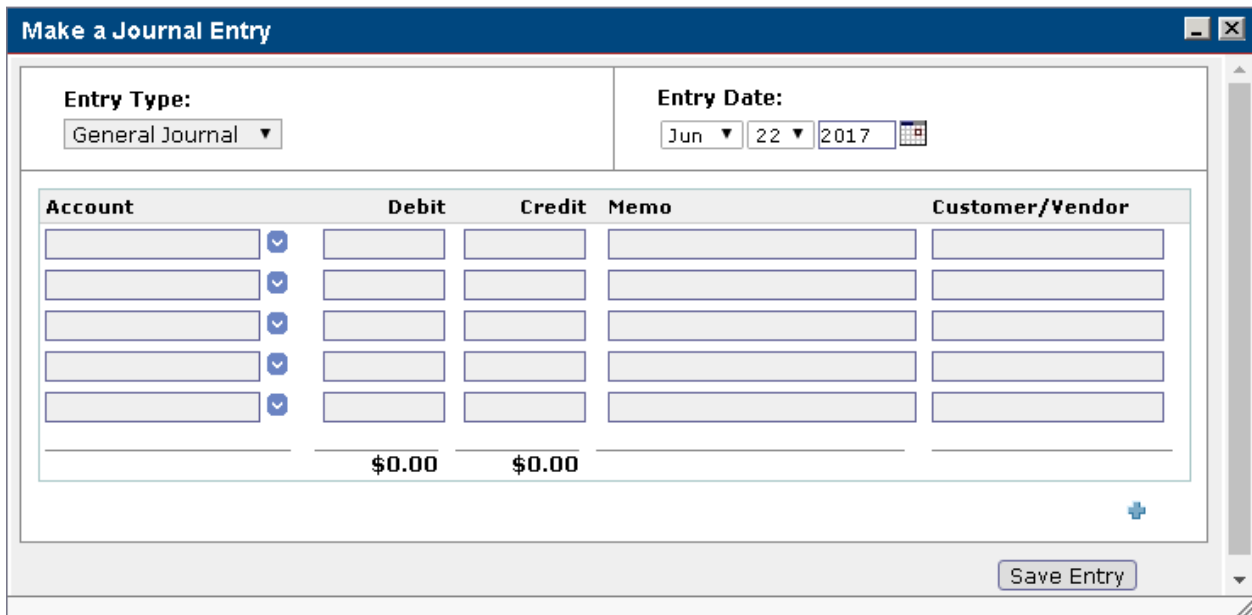 Make a Journal Entry
Entry Type:
General Journal
Entry Date:
Jun 22 2017
Account Debit Credit Memo Customer/Vendor
$0.00 $0.00
Save Entry